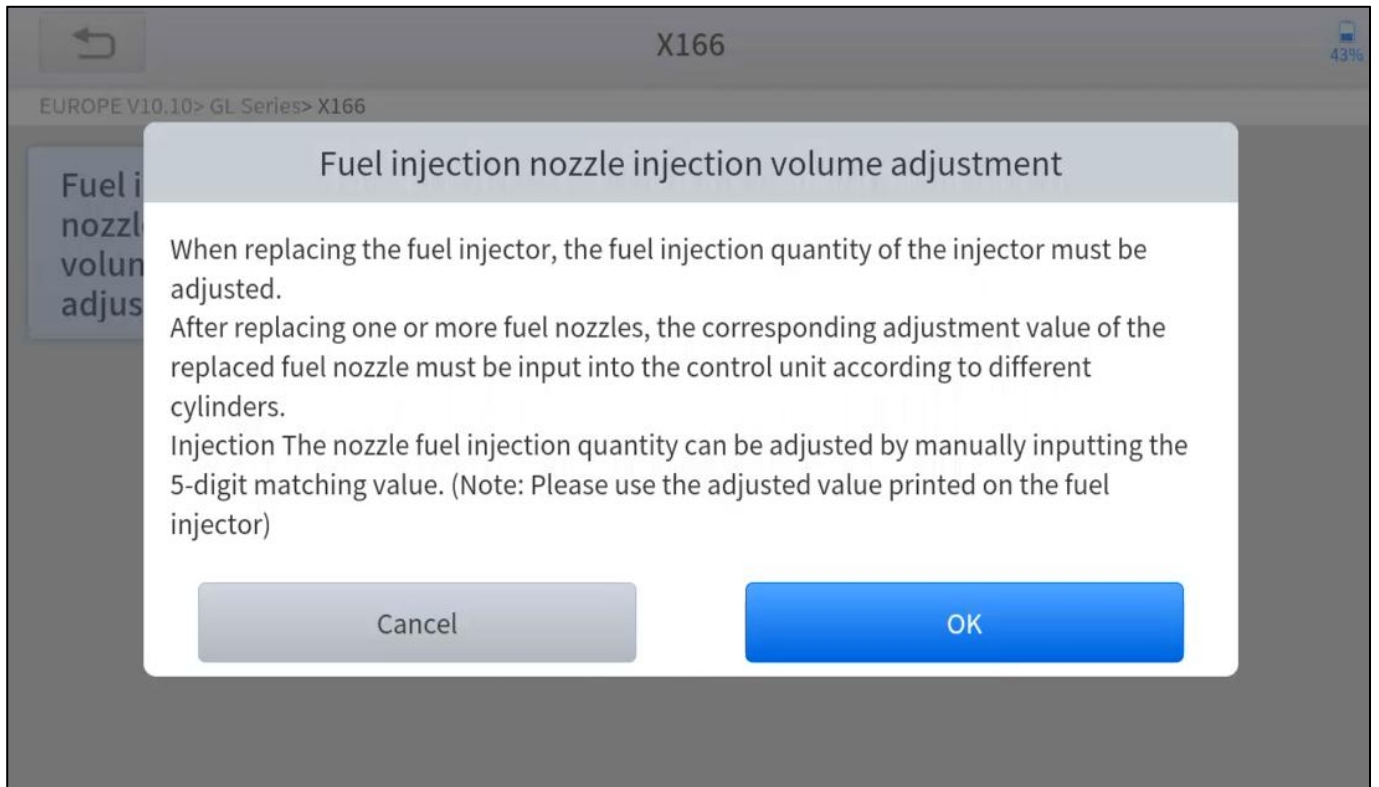 X166
43%
EUROPE V10.10> GL Series> X166
Fuel injection nozzle injection volume adjustment
Fuel i
nozzl
volun
adjus
When replacing the fuel injector, the fuel injection quantity of the injector must be
adjusted.
After replacing one or more fuel nozzles, the corresponding adjustment value of the
replaced fuel nozzle must be input into the control unit according to different
cylinders.
Injection The nozzle fuel injection quantity can be adjusted by manually inputting the
5-digit matching value. (Note: Please use the adjusted value printed on the fuel
injector)
Cancel
OK